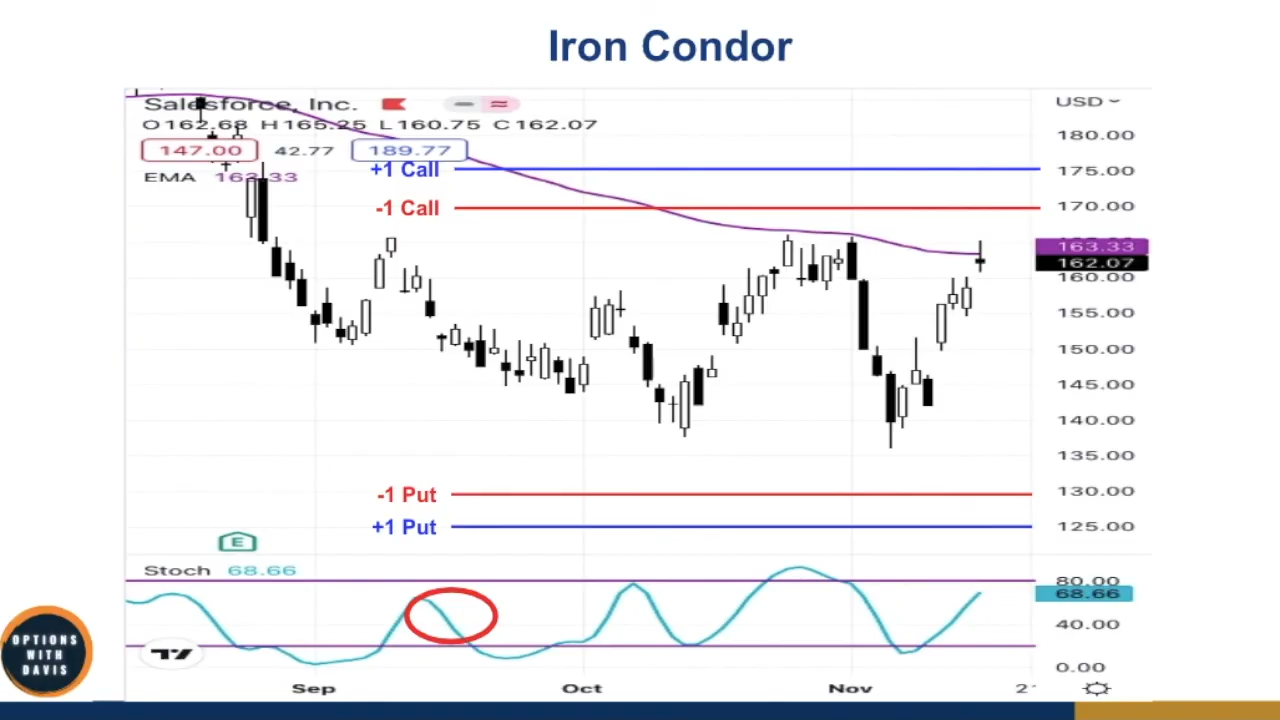 Iron Condor
Salesforce, Inc.
USD
O162.68 H165.25 L160.75 C162.07
180.00
147.00 42.77 189.77
+1 Call
175.00
EMA 163.33
-1 Call
170.00
163.33
162.07
160.00
155.00
150.00
145.00
140.00
135.00
-1 Put
130.00
+1 Put
125.00
E
Stoch 68.66
80.00
68.66
40.00
0.00
OPTIONS
WITH
DAVIS
Sep Oct Nov